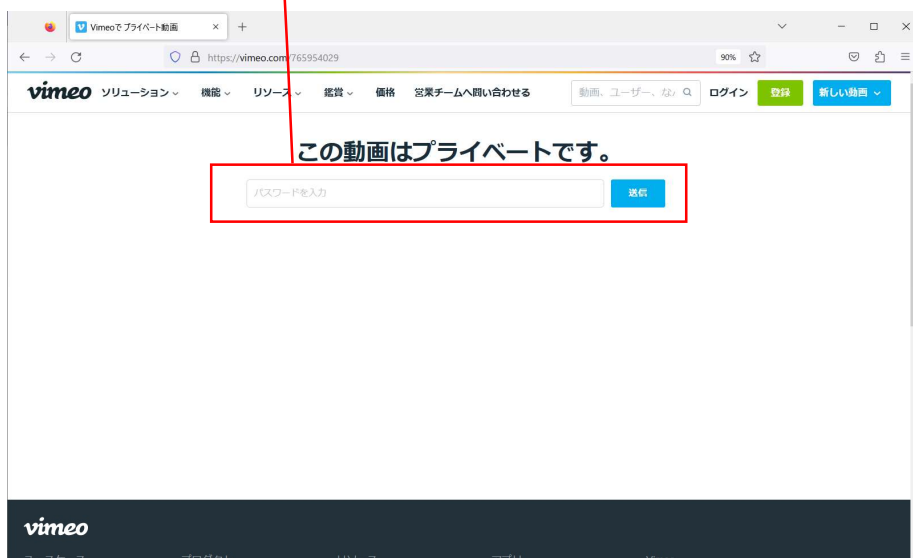 Vimeoで プライベート動画
https://vimeo.com/765954029
90%
vimeo ソリューション 機能 リソース 鑑賞 価格 営業チームへ問い合わせる 動画、ユーザー、な ログイン 登録 新しい動画
この動画はプライベートです。
パスワードを入力 送信
vimeo